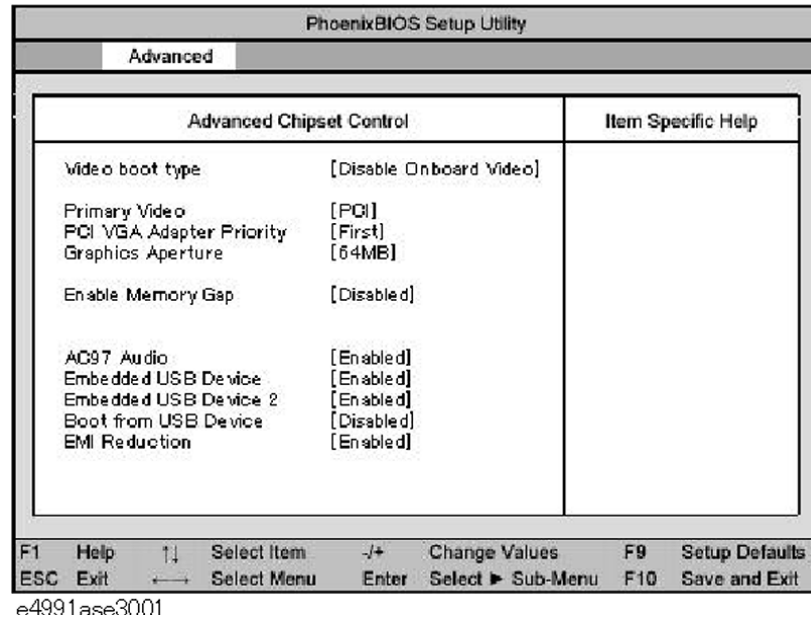 PhoenixBIOS Setup Utility
Advanced
Advanced Chipset Control
Item Specific Help
Video boot type [Disable Onboard Video]
Primary Video [PCI]
PCI VGA Adapter Priority [First]
Graphics Aperture [64MB]
Enable Memory Gap [Disabled]
AC97 Audio [Enabled]
Embedded USB Device [Enabled]
Embedded USB Device 2 [Enabled]
Boot from USB Device [Disabled]
EMI Reduction [Enabled]
F1 Help ↑↓ Select Item -/+ Change Values F9 Setup Defaults
ESC Exit ←→ Select Menu Enter Select ► Sub-Menu F10 Save and Exit
e4991ase3001